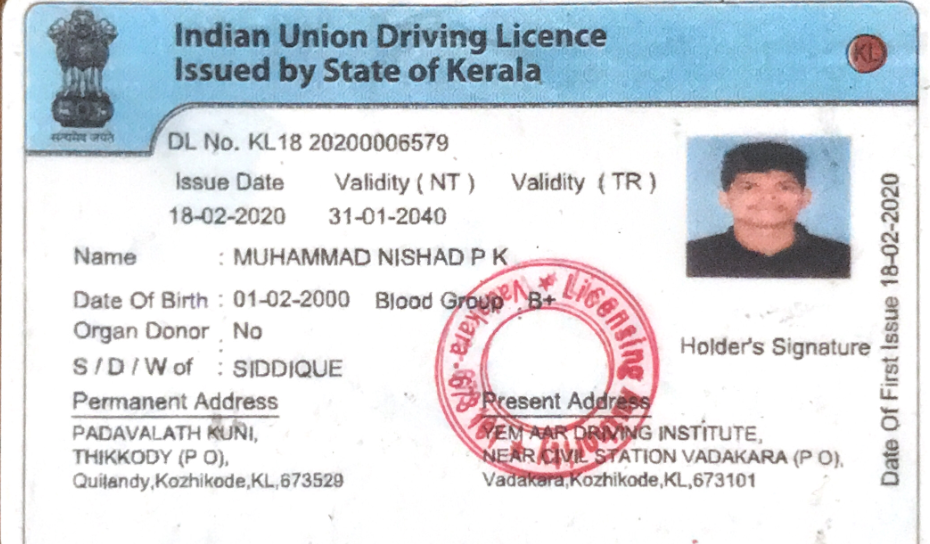 Indian Union Driving Licence
Issued by State of Kerala
KL
सत्यमेव जयते
DL No. KL18 20200006579
Issue Date Validity ( NT ) Validity ( TR )
18-02-2020 31-01-2040
Name : MUHAMMAD NISHAD P K
Date Of Birth : 01-02-2000 Blood Group : B+
Organ Donor : No
S / D / W of : SIDDIQUE
Holder's Signature
Permanent Address
PADAVALATH KUNI,
THIKKODY (P O),
Quilandy,Kozhikode,KL,673529
Present Address
YEM AAR DRIVING INSTITUTE,
NEAR CIVIL STATION VADAKARA (P O),
Vadakara,Kozhikode,KL,673101
Date Of First Issue 18-02-2020
Licensing Authority
Vadakara